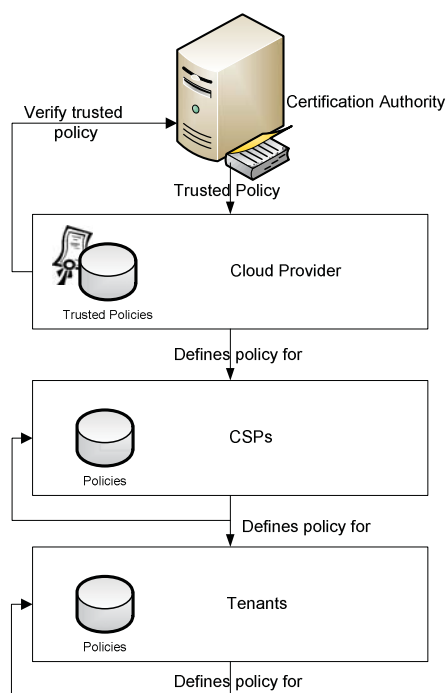 Verify trusted
policy
Certification Authority
Trusted Policy
Cloud Provider
Trusted Policies
Defines policy for
CSPs
Policies
Defines policy for
Tenants
Policies
Defines policy for